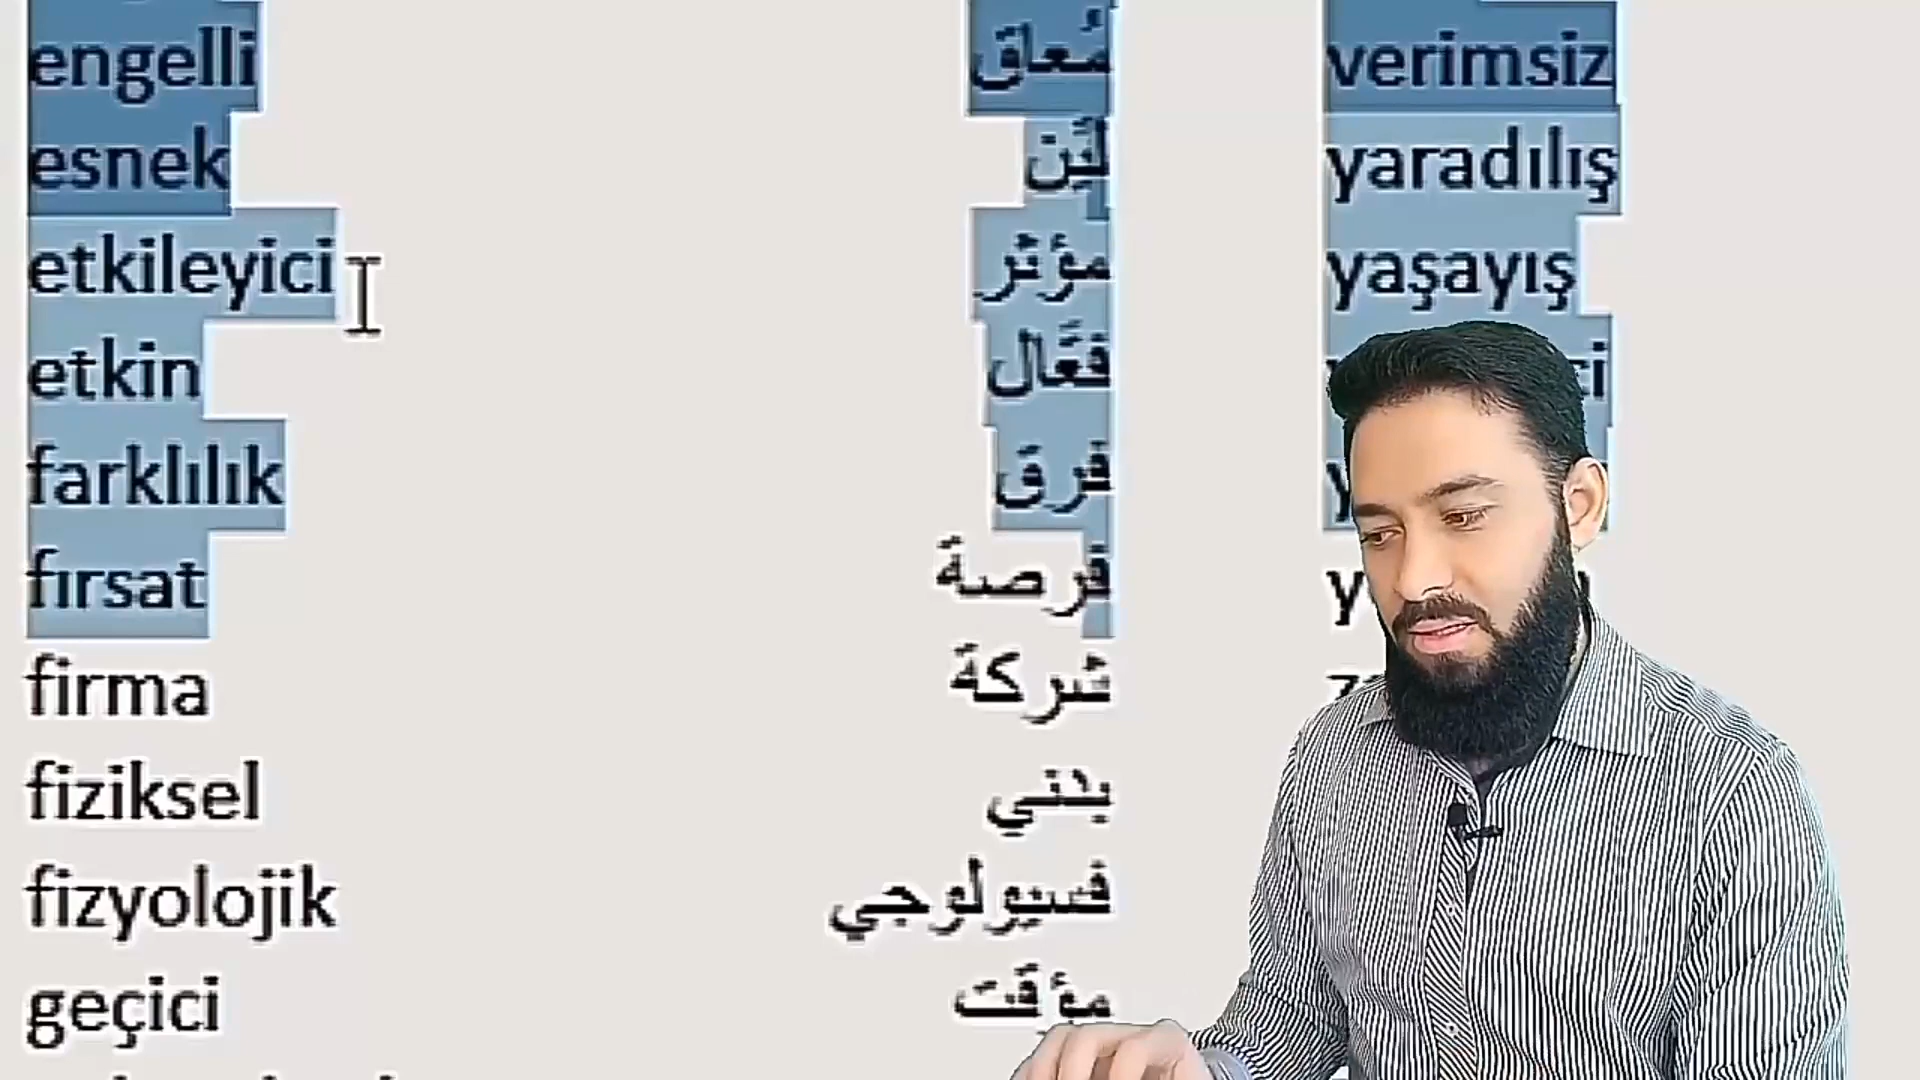 engelli مُعاق verimsiz
esnek ليّن yaradılış
etkileyici مؤثر yaşayış
etkin فعّال
farklılık فرق
fırsat فرصة
firma شركة
fiziksel بدني
fizyolojik فسيولوجي
geçici مؤقت